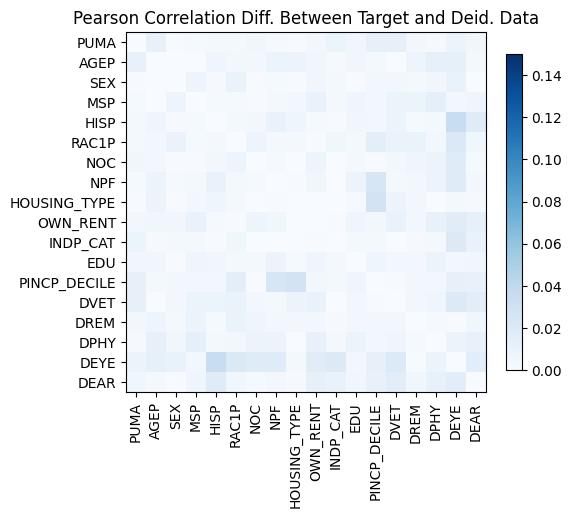 Pearson Correlation Diff. Between Target and Deid. Data
PUMA
AGEP
SEX
MSP
HISP
RAC1P
NOC
NPF
HOUSING_TYPE
OWN_RENT
INDP_CAT
EDU
PINCP_DECILE
DVET
DREM
DPHY
DEYE
DEAR
PUMA
AGEP
SEX
MSP
HISP
RAC1P
NOC
NPF
HOUSING_TYPE
OWN_RENT
INDP_CAT
EDU
PINCP_DECILE
DVET
DREM
DPHY
DEYE
DEAR
0.14
0.12
0.10
0.08
0.06
0.04
0.02
0.00